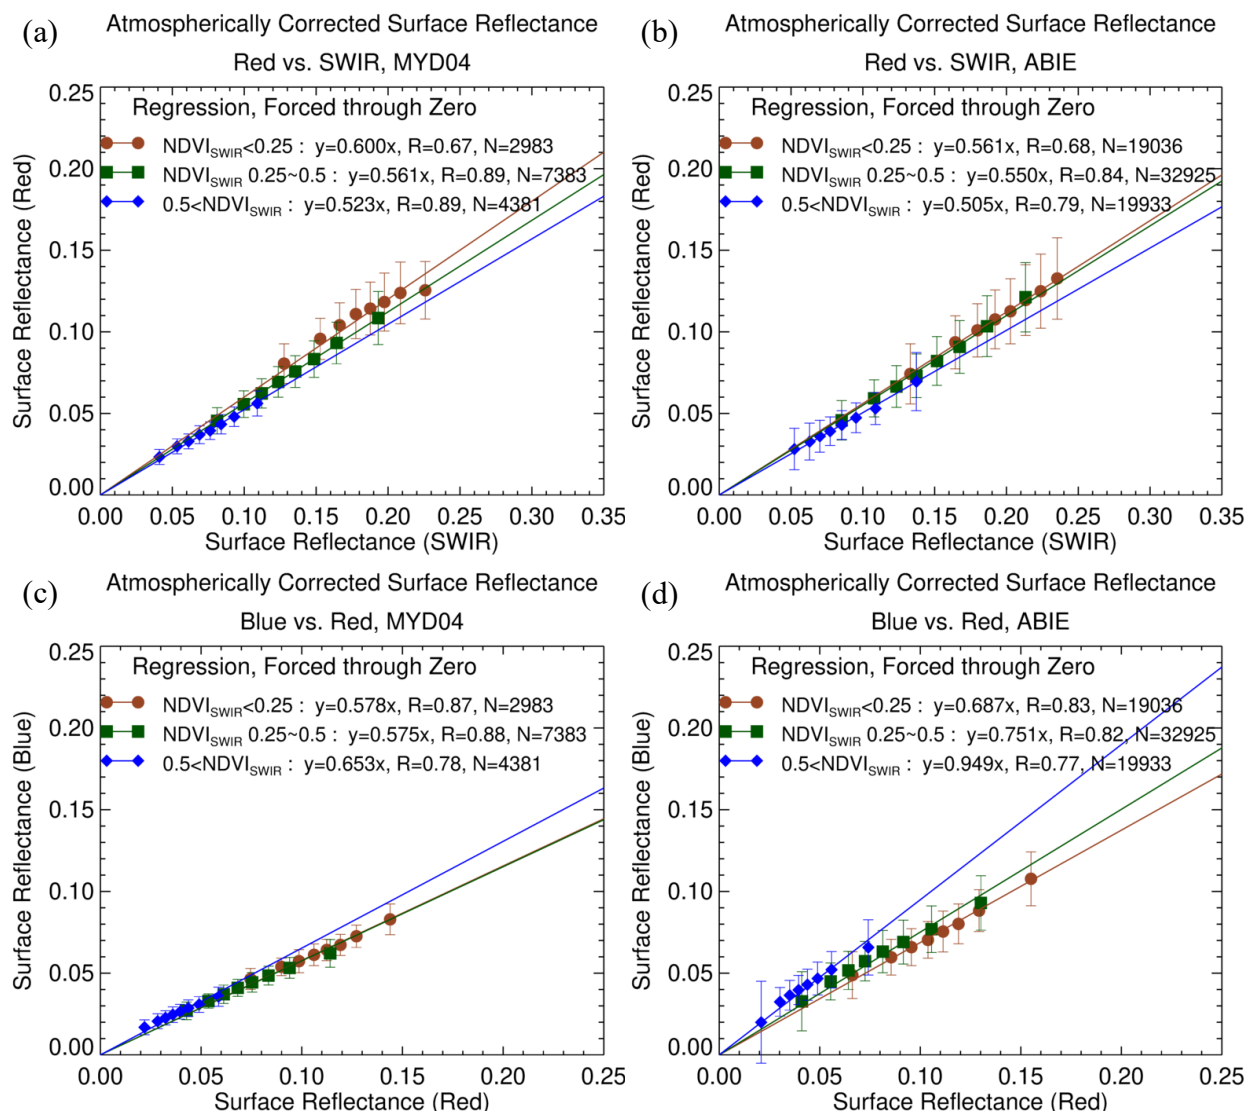 (a) Atmospherically Corrected Surface Reflectance
Red vs. SWIR, MYD04
Regression, Forced through Zero
NDVI_SWIR<0.25 : y=0.600x, R=0.67, N=2983
NDVI_SWIR 0.25~0.5 : y=0.561x, R=0.89, N=7383
0.5<NDVI_SWIR : y=0.523x, R=0.89, N=4381
Surface Reflectance (Red)
0.25
0.20
0.15
0.10
0.05
0.00
0.00 0.05 0.10 0.15 0.20 0.25 0.30 0.35
Surface Reflectance (SWIR)
(b) Atmospherically Corrected Surface Reflectance
Red vs. SWIR, ABIE
Regression, Forced through Zero
NDVI_SWIR<0.25 : y=0.561x, R=0.68, N=19036
NDVI_SWIR 0.25~0.5 : y=0.550x, R=0.84, N=32925
0.5<NDVI_SWIR : y=0.505x, R=0.79, N=19933
Surface Reflectance (Red)
0.25
0.20
0.15
0.10
0.05
0.00
0.00 0.05 0.10 0.15 0.20 0.25 0.30 0.35
Surface Reflectance (SWIR)
(c) Atmospherically Corrected Surface Reflectance
Blue vs. Red, MYD04
Regression, Forced through Zero
NDVI_SWIR<0.25 : y=0.578x, R=0.87, N=2983
NDVI_SWIR 0.25~0.5 : y=0.575x, R=0.88, N=7383
0.5<NDVI_SWIR : y=0.653x, R=0.78, N=4381
Surface Reflectance (Blue)
0.25
0.20
0.15
0.10
0.05
0.00
0.00 0.05 0.10 0.15 0.20 0.25
Surface Reflectance (Red)
(d) Atmospherically Corrected Surface Reflectance
Blue vs. Red, ABIE
Regression, Forced through Zero
NDVI_SWIR<0.25 : y=0.687x, R=0.83, N=19036
NDVI_SWIR 0.25~0.5 : y=0.751x, R=0.82, N=32925
0.5<NDVI_SWIR : y=0.949x, R=0.77, N=19933
Surface Reflectance (Blue)
0.25
0.20
0.15
0.10
0.05
0.00
0.00 0.05 0.10 0.15 0.20 0.25
Surface Reflectance (Red)